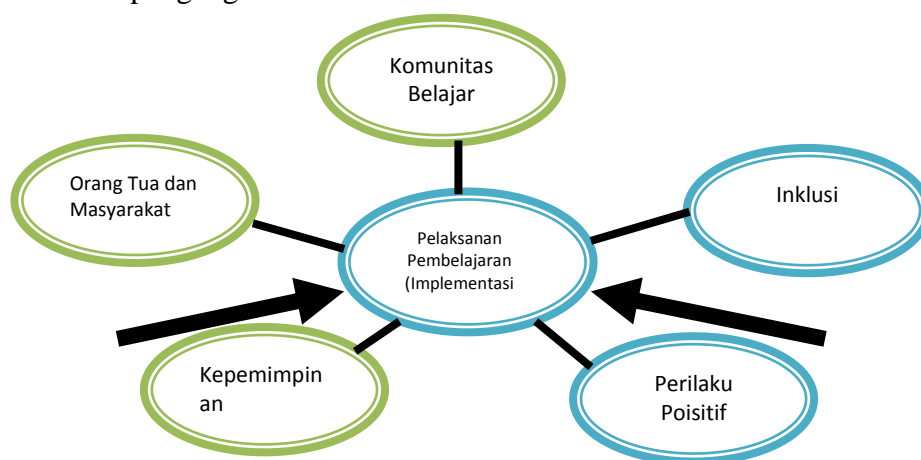 Komunitas
Belajar
Orang Tua dan
Masyarakat
Inklusi
Pelaksanan
Pembelajaran
(Implementasi
Kepemimpin
an
Perilaku
Poisitif